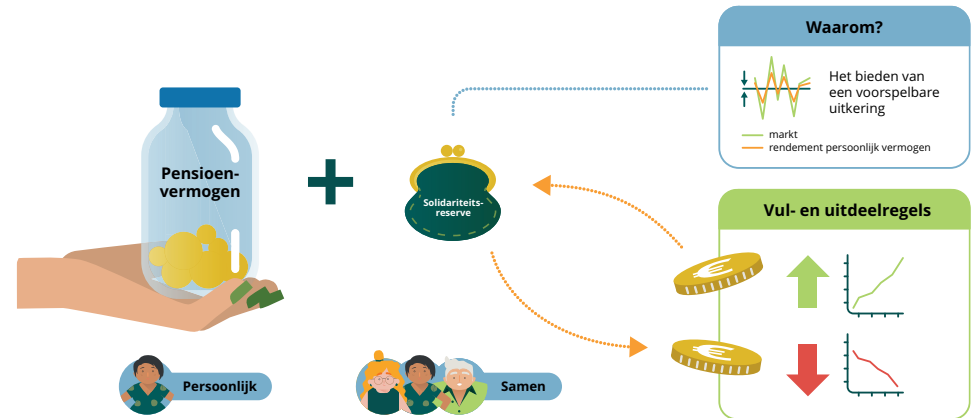 Waarom?
Het bieden van
een voorspelbare
uitkering
markt
rendement persoonlijk vermogen
Pensioen-
vermogen
Solidariteits-
reserve
Vul- en uitdeelregels
Persoonlijk
Samen